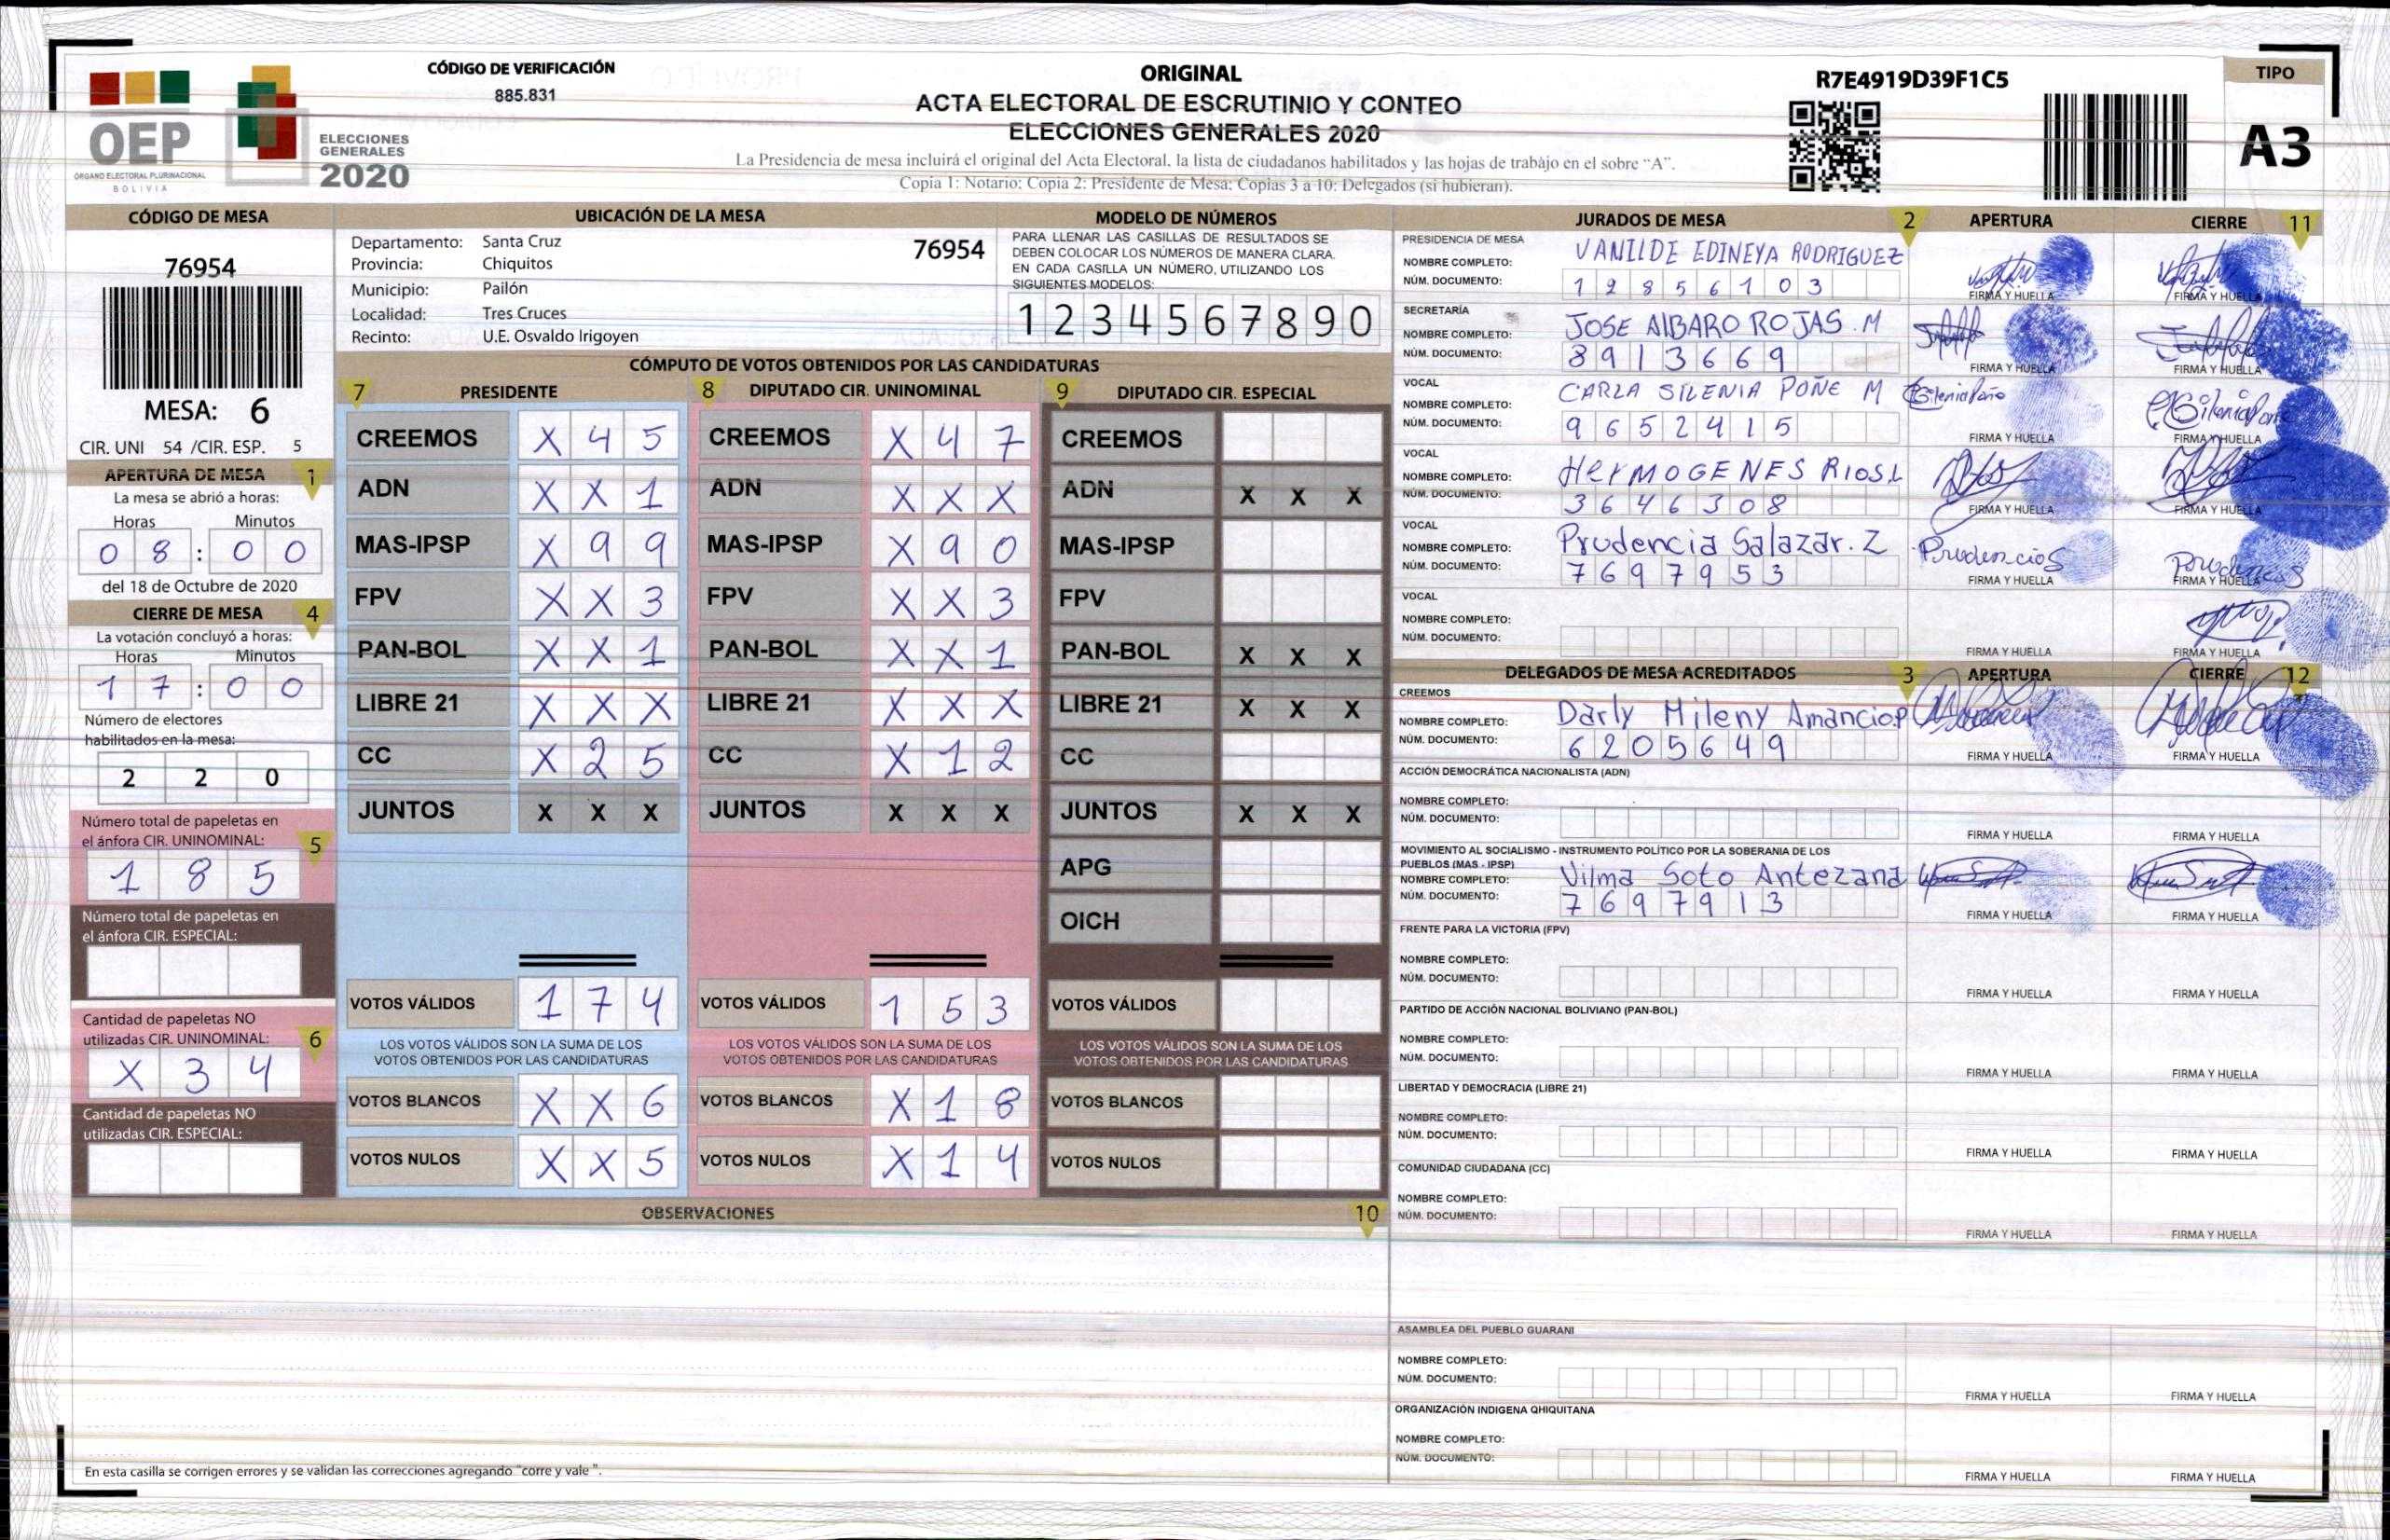 CÓDIGO DE VERIFICACIÓN
885.831
OEP
ÓRGANO ELECTORAL PLURINACIONAL
BOLIVIA
ELECCIONES
GENERALES
2020
ORIGINAL
ACTA ELECTORAL DE ESCRUTINIO Y CONTEO
ELECCIONES GENERALES 2020
La Presidencia de mesa incluirá el original del Acta Electoral, la lista de ciudadanos habilitados y las hojas de trabajo en el sobre “A”.
Copia 1: Notario; Copia 2: Presidente de Mesa; Copias 3 a 10: Delegados (si hubieran).
R7E4919D39F1C5
TIPO
A3
CÓDIGO DE MESA
76954
MESA: 6
CIR. UNI 54 /CIR. ESP. 5
APERTURA DE MESA 1
La mesa se abrió a horas:
Horas Minutos
0 8 : 0 0
del 18 de Octubre de 2020
CIERRE DE MESA 4
La votación concluyó a horas:
Horas Minutos
1 7 : 0 0
Número de electores
habilitados en la mesa:
2 2 0
Número total de papeletas en
el ánfora CIR. UNINOMINAL: 5
1 8 5
Número total de papeletas en
el ánfora CIR. ESPECIAL:
Cantidad de papeletas NO
utilizadas CIR. UNINOMINAL: 6
X 3 4
Cantidad de papeletas NO
utilizadas CIR. ESPECIAL:
UBICACIÓN DE LA MESA
Departamento: Santa Cruz 76954
Provincia: Chiquitos
Municipio: Pailón
Localidad: Tres Cruces
Recinto: U.E. Osvaldo Irigoyen
MODELO DE NÚMEROS
PARA LLENAR LAS CASILLAS DE RESULTADOS SE
DEBEN COLOCAR LOS NÚMEROS DE MANERA CLARA.
EN CADA CASILLA UN NÚMERO, UTILIZANDO LOS
SIGUIENTES MODELOS:
1 2 3 4 5 6 7 8 9 0
CÓMPUTO DE VOTOS OBTENIDOS POR LAS CANDIDATURAS
7 PRESIDENTE 8 DIPUTADO CIR. UNINOMINAL 9 DIPUTADO CIR. ESPECIAL
CREEMOS X 4 5 CREEMOS X 4 7 CREEMOS
ADN X X 1 ADN X X X ADN X X X
MAS-IPSP X 9 9 MAS-IPSP X 9 0 MAS-IPSP
FPV X X 3 FPV X X 3 FPV
PAN-BOL X X 1 PAN-BOL X X 1 PAN-BOL X X X
LIBRE 21 X X X LIBRE 21 X X X LIBRE 21 X X X
CC X 2 5 CC X 1 2 CC
JUNTOS X X X JUNTOS X X X JUNTOS X X X
APG
OICH
VOTOS VÁLIDOS 1 7 4 VOTOS VÁLIDOS 1 5 3 VOTOS VÁLIDOS
LOS VOTOS VÁLIDOS SON LA SUMA DE LOS LOS VOTOS VÁLIDOS SON LA SUMA DE LOS LOS VOTOS VÁLIDOS SON LA SUMA DE LOS
VOTOS OBTENIDOS POR LAS CANDIDATURAS VOTOS OBTENIDOS POR LAS CANDIDATURAS VOTOS OBTENIDOS POR LAS CANDIDATURAS
VOTOS BLANCOS X X 6 VOTOS BLANCOS X 1 8 VOTOS BLANCOS
VOTOS NULOS X X 5 VOTOS NULOS X 1 4 VOTOS NULOS
OBSERVACIONES 10
En esta casilla se corrigen errores y se validan las correcciones agregando "corre y vale ".
JURADOS DE MESA 2 APERTURA CIERRE 11
PRESIDENCIA DE MESA
NOMBRE COMPLETO: VANILDE EDINEYA RODRIGUEZ
NÚM. DOCUMENTO: 1 2 8 5 6 1 0 3
FIRMA Y HUELLA FIRMA Y HUELLA
SECRETARÍA
NOMBRE COMPLETO: JOSE ALBARO ROJAS .M
NÚM. DOCUMENTO: 8 9 1 3 6 6 9
FIRMA Y HUELLA FIRMA Y HUELLA
VOCAL
NOMBRE COMPLETO: CARLA SILENIA POÑE M
NÚM. DOCUMENTO: 9 6 5 2 4 1 5
FIRMA Y HUELLA FIRMA Y HUELLA
VOCAL
NOMBRE COMPLETO: HerMOGENES RIOS.L
NÚM. DOCUMENTO: 3 6 4 6 3 0 8
FIRMA Y HUELLA FIRMA Y HUELLA
VOCAL
NOMBRE COMPLETO: Prudencia Salazar. Z
NÚM. DOCUMENTO: 7 6 9 7 9 5 3
FIRMA Y HUELLA FIRMA Y HUELLA
VOCAL
NOMBRE COMPLETO:
NÚM. DOCUMENTO:
FIRMA Y HUELLA FIRMA Y HUELLA
DELEGADOS DE MESA ACREDITADOS 3 APERTURA CIERRE 12
CREEMOS
NOMBRE COMPLETO: Darly Mileny Amancio.P
NÚM. DOCUMENTO: 6 2 0 5 6 4 9
FIRMA Y HUELLA FIRMA Y HUELLA
ACCIÓN DEMOCRÁTICA NACIONALISTA (ADN)
NOMBRE COMPLETO:
NÚM. DOCUMENTO:
FIRMA Y HUELLA FIRMA Y HUELLA
MOVIMIENTO AL SOCIALISMO - INSTRUMENTO POLÍTICO POR LA SOBERANIA DE LOS
PUEBLOS (MAS - IPSP)
NOMBRE COMPLETO: Vilma Soto Antezana
NÚM. DOCUMENTO: 7 6 9 7 9 1 3
FIRMA Y HUELLA FIRMA Y HUELLA
FRENTE PARA LA VICTORIA (FPV)
NOMBRE COMPLETO:
NÚM. DOCUMENTO:
FIRMA Y HUELLA FIRMA Y HUELLA
PARTIDO DE ACCIÓN NACIONAL BOLIVIANO (PAN-BOL)
NOMBRE COMPLETO:
NÚM. DOCUMENTO:
FIRMA Y HUELLA FIRMA Y HUELLA
LIBERTAD Y DEMOCRACIA (LIBRE 21)
NOMBRE COMPLETO:
NÚM. DOCUMENTO:
FIRMA Y HUELLA FIRMA Y HUELLA
COMUNIDAD CIUDADANA (CC)
NOMBRE COMPLETO:
NÚM. DOCUMENTO:
FIRMA Y HUELLA FIRMA Y HUELLA
ASAMBLEA DEL PUEBLO GUARANI
NOMBRE COMPLETO:
NÚM. DOCUMENTO:
FIRMA Y HUELLA FIRMA Y HUELLA
ORGANIZACIÓN INDIGENA QHIQUITANA
NOMBRE COMPLETO:
NÚM. DOCUMENTO:
FIRMA Y HUELLA FIRMA Y HUELLA